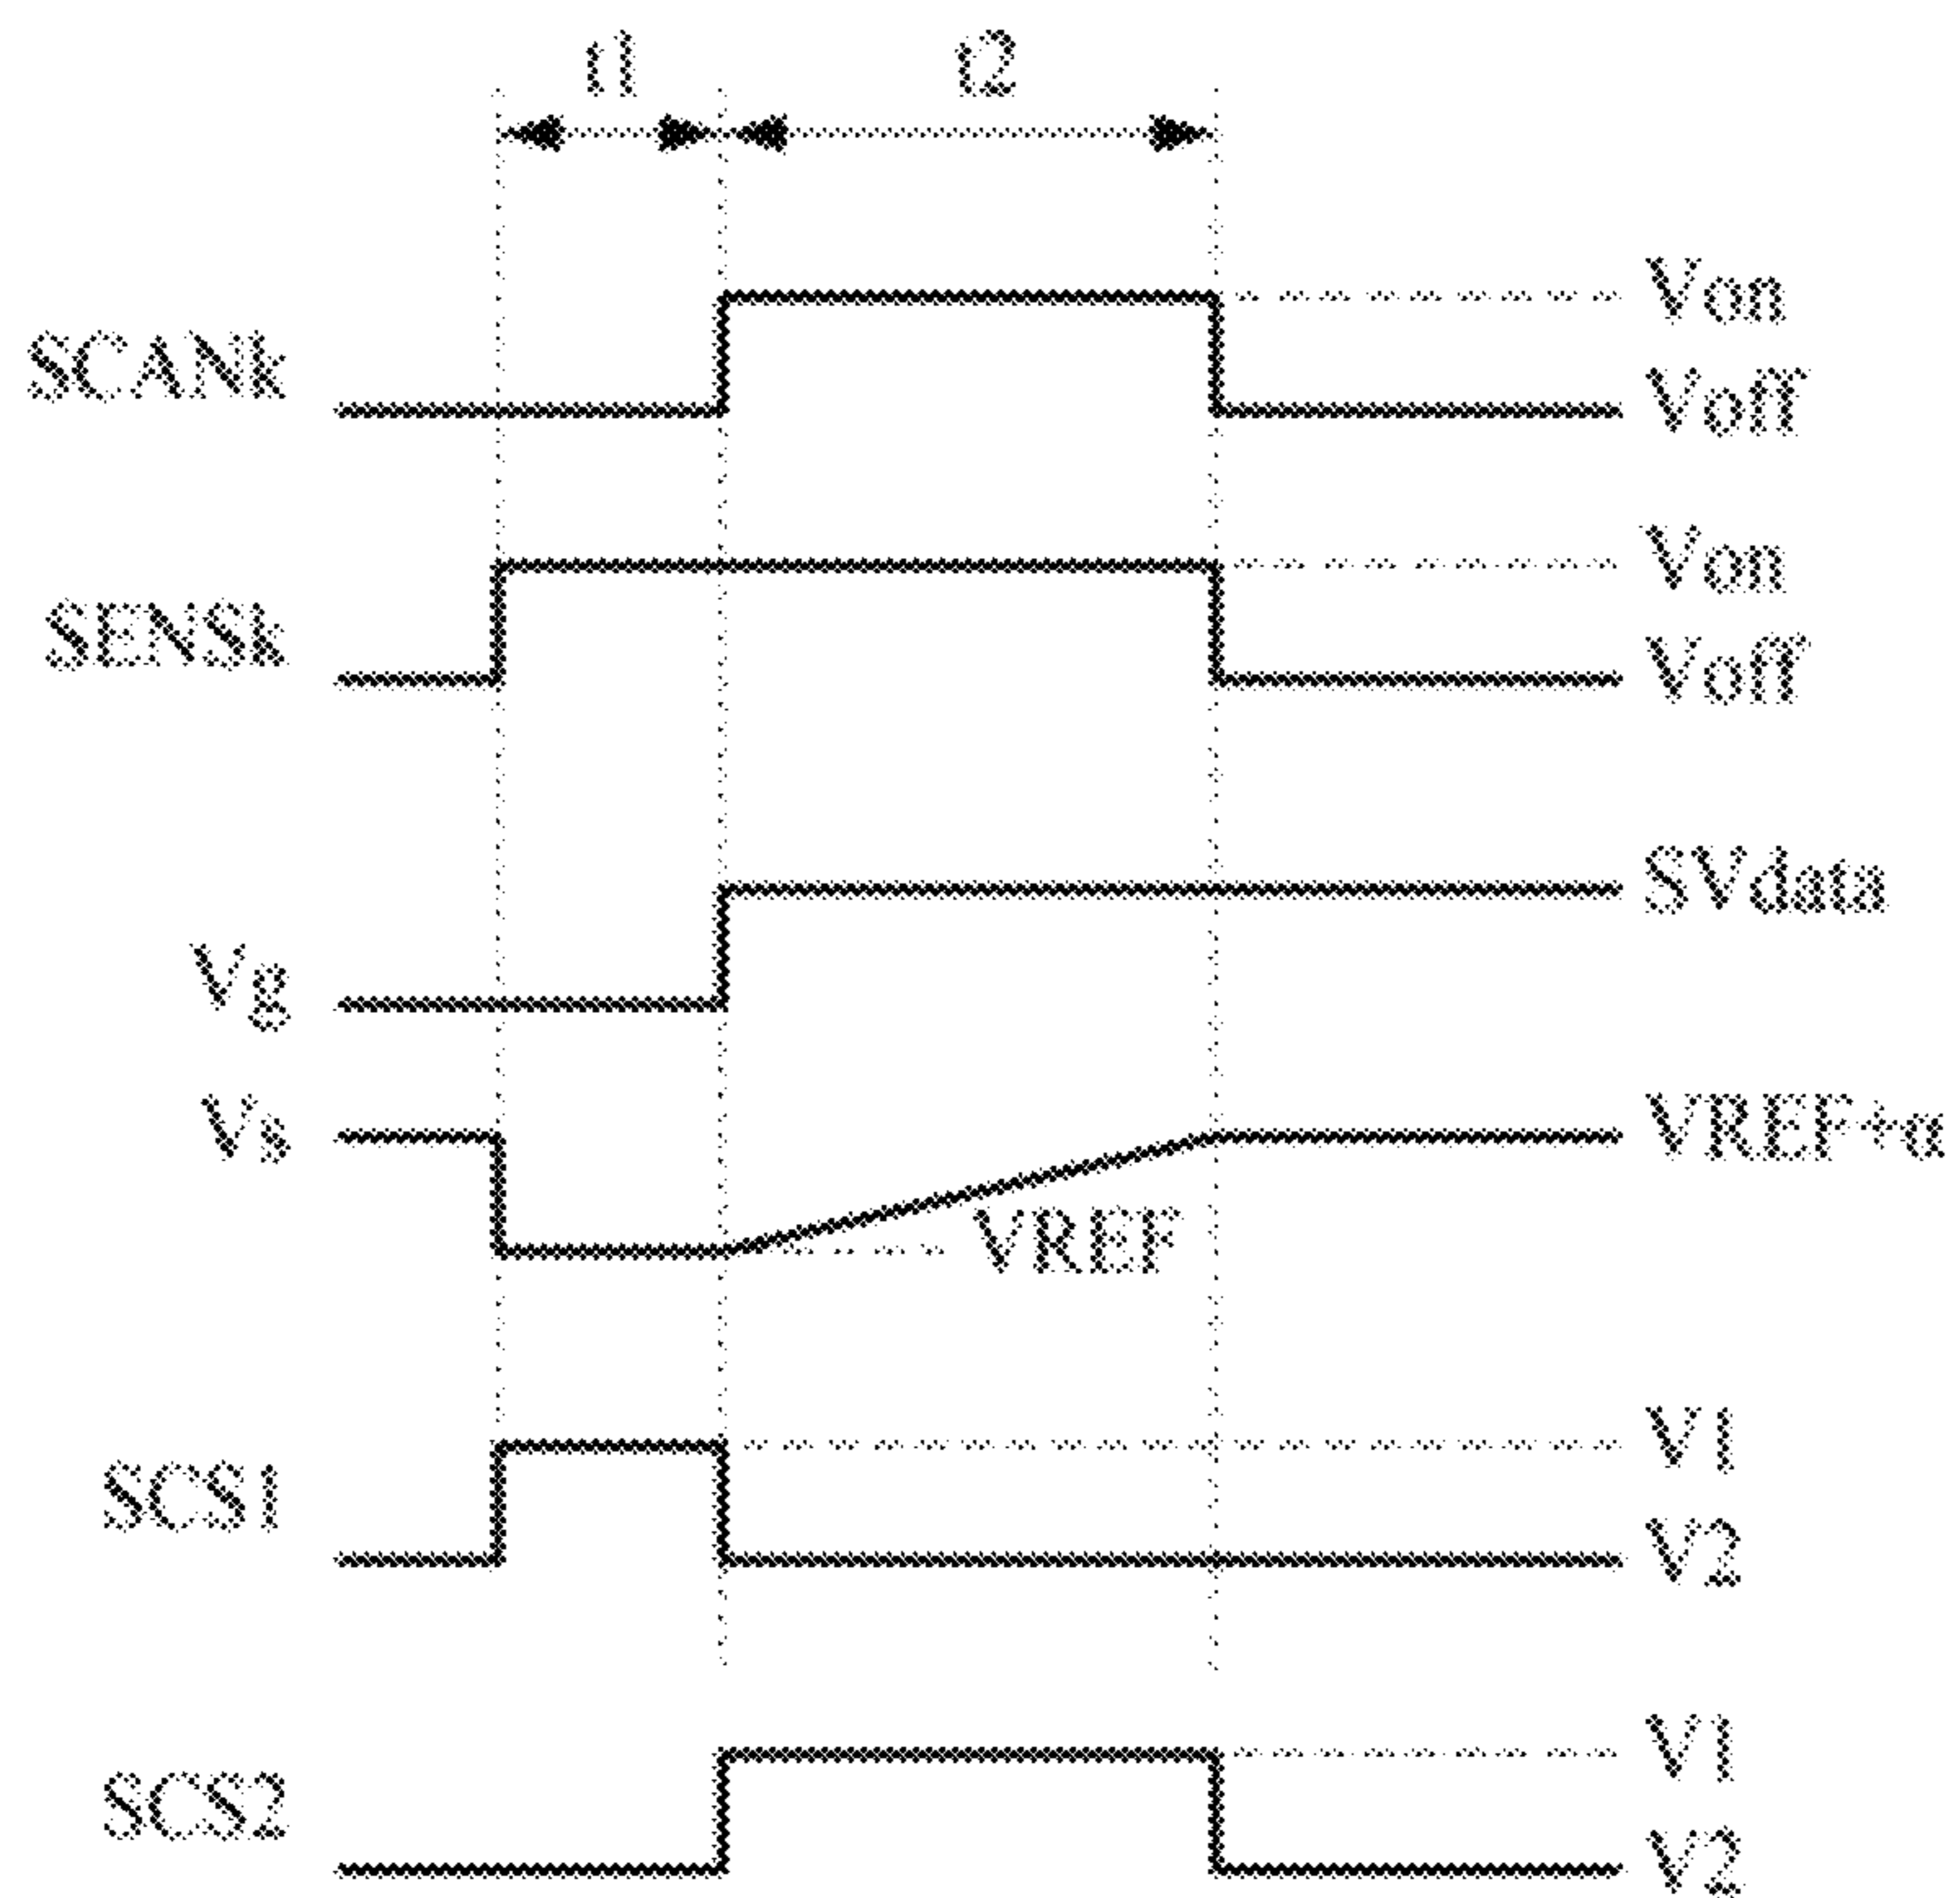 t1 t2
Von
SCANk
Voff
Von
SENSk
Voff
SVdata
Vg
Vs
VREF+α
VREF
V1
SCS1
V2
V1
SCS2
V2